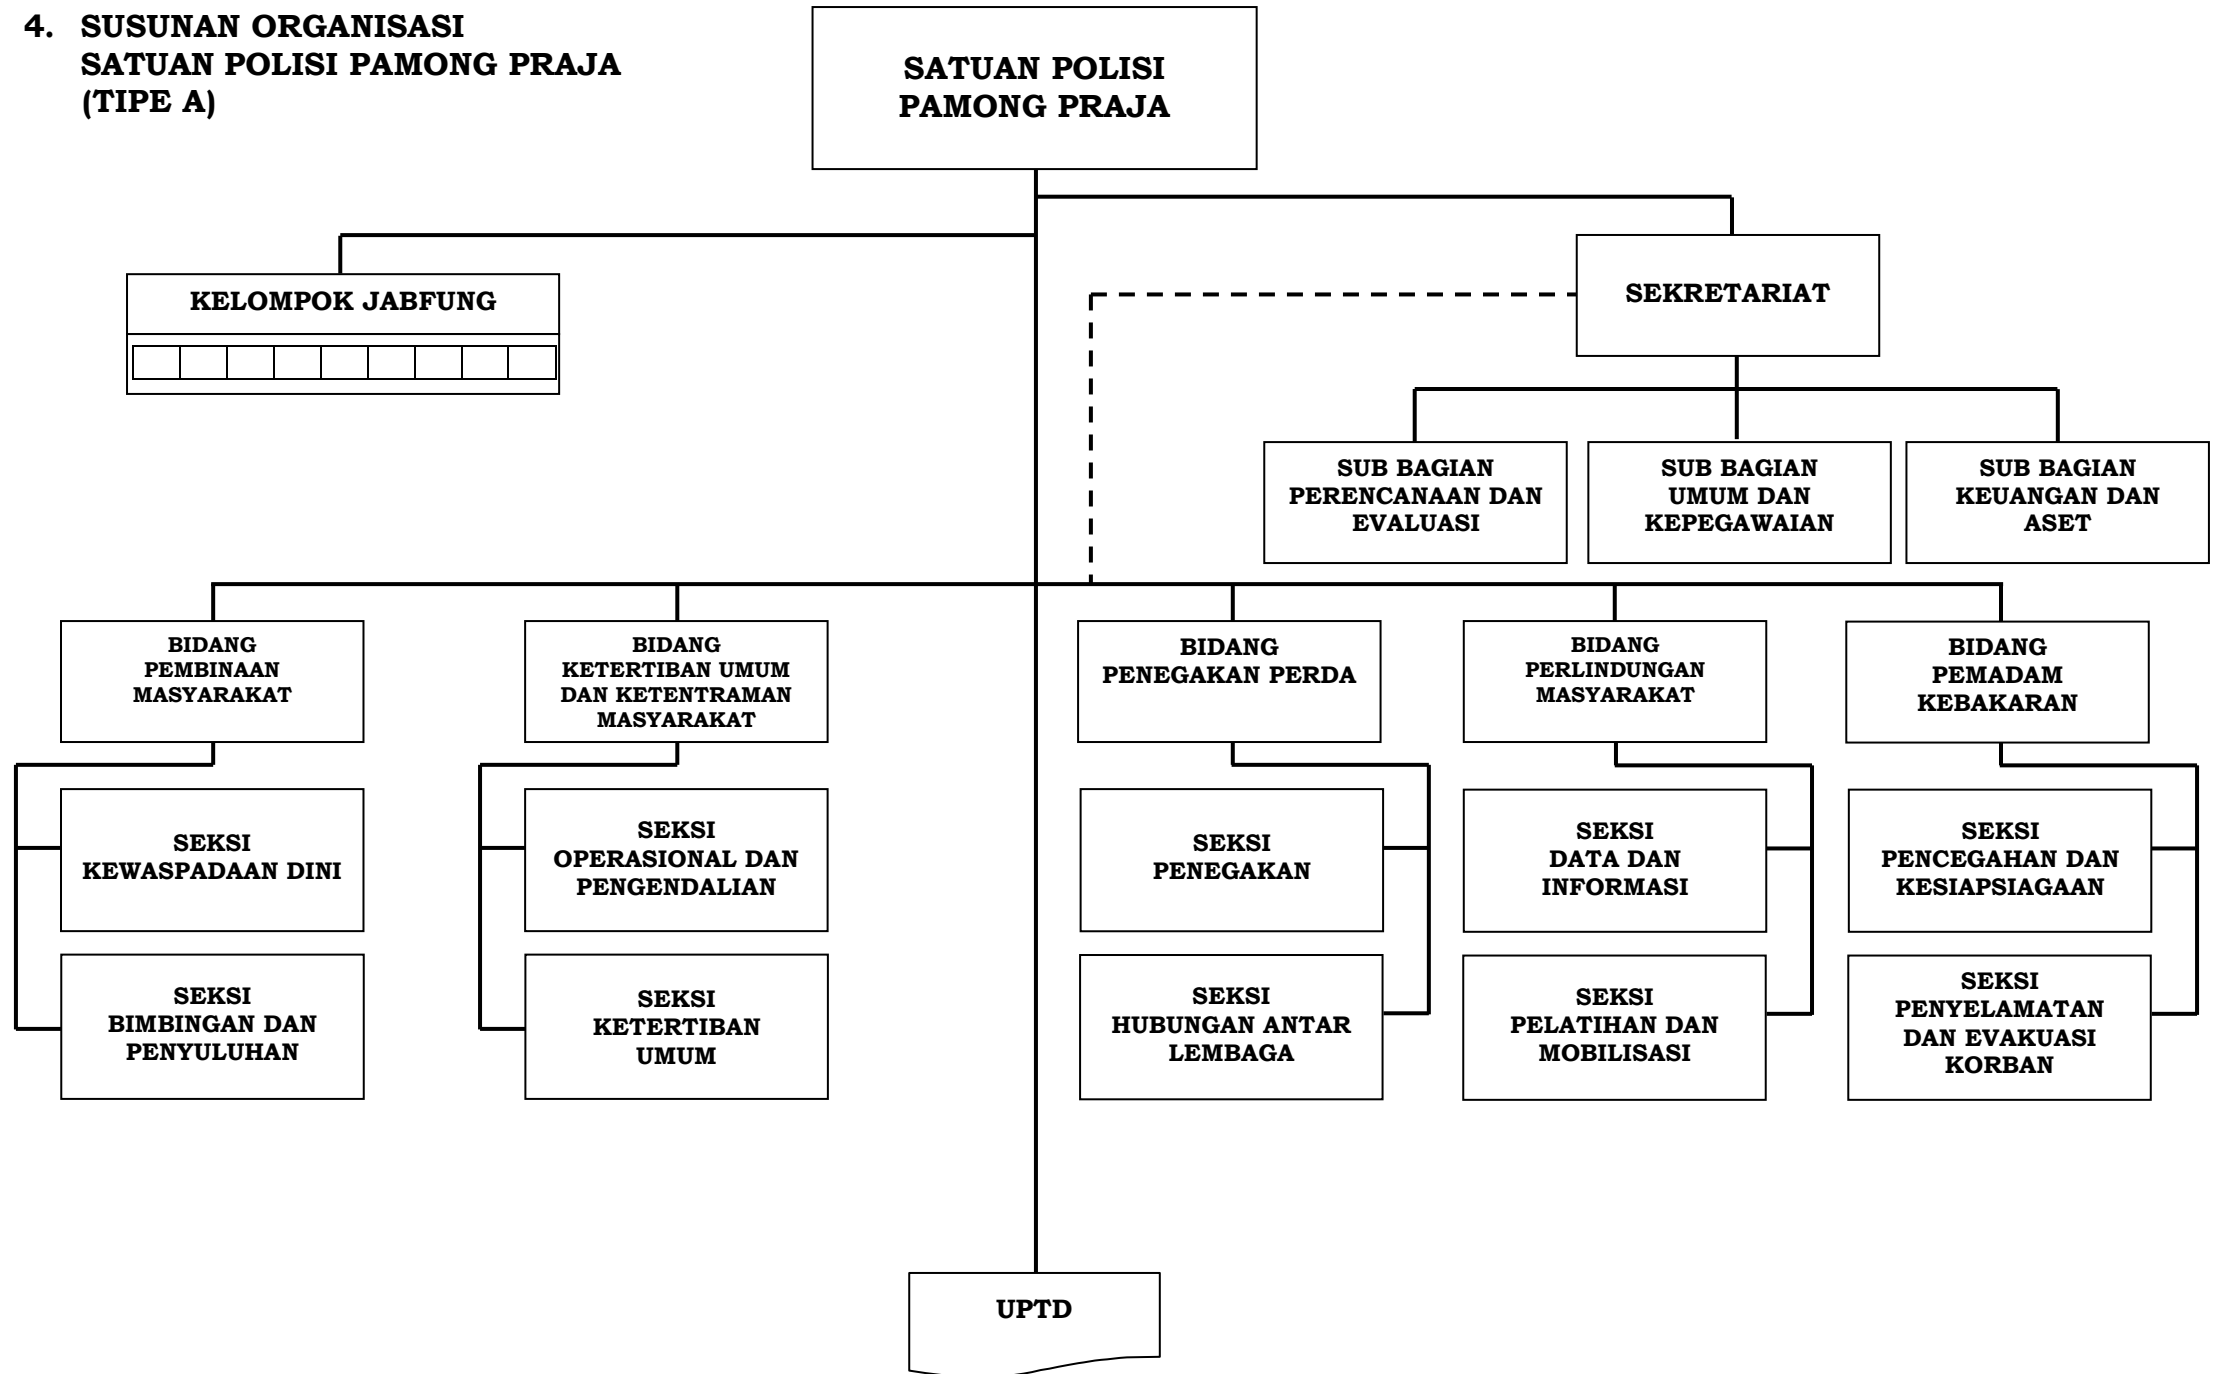 4. SUSUNAN ORGANISASI
SATUAN POLISI PAMONG PRAJA
(TIPE A)
SATUAN POLISI
PAMONG PRAJA
KELOMPOK JABFUNG
SEKRETARIAT
SUB BAGIAN
PERENCANAAN DAN
EVALUASI
SUB BAGIAN
UMUM DAN
KEPEGAWAIAN
SUB BAGIAN
KEUANGAN DAN
ASET
BIDANG
PEMBINAAN
MASYARAKAT
BIDANG
KETERTIBAN UMUM
DAN KETENTRAMAN
MASYARAKAT
BIDANG
PENEGAKAN PERDA
BIDANG
PERLINDUNGAN
MASYARAKAT
BIDANG
PEMADAM
KEBAKARAN
SEKSI
KEWASPADAAN DINI
SEKSI
OPERASIONAL DAN
PENGENDALIAN
SEKSI
PENEGAKAN
SEKSI
DATA DAN
INFORMASI
SEKSI
PENCEGAHAN DAN
KESIAPSIAGAAN
SEKSI
BIMBINGAN DAN
PENYULUHAN
SEKSI
KETERTIBAN
UMUM
SEKSI
HUBUNGAN ANTAR
LEMBAGA
SEKSI
PELATIHAN DAN
MOBILISASI
SEKSI
PENYELAMATAN
DAN EVAKUASI
KORBAN
UPTD